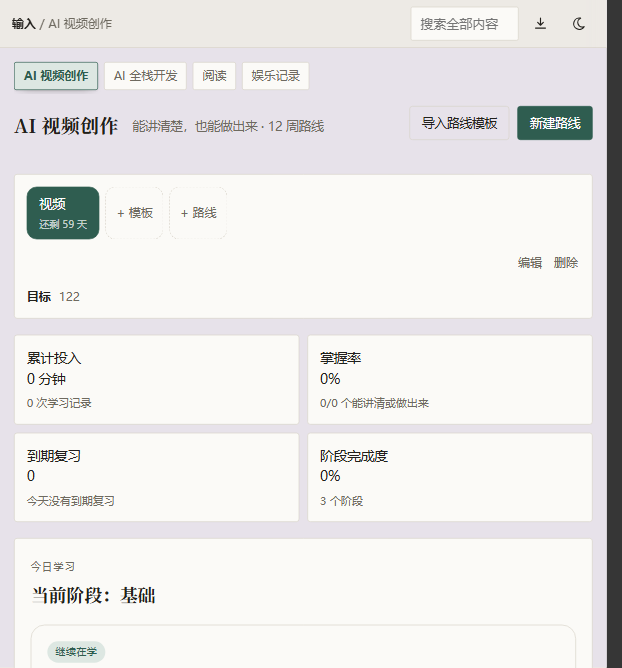 输入 / AI 视频创作
搜索全部内容
AI 视频创作 AI 全栈开发 阅读 娱乐记录
AI 视频创作 能讲清楚，也能做出来 · 12 周路线 导入路线模板 新建路线
视频
还剩 59 天
+ 模板 + 路线
编辑 删除
目标 122
累计投入
0 分钟
0 次学习记录
掌握率
0%
0/0 个能讲清或做出来
到期复习
0
今天没有到期复习
阶段完成度
0%
3 个阶段
今日学习
当前阶段：基础
继续在学